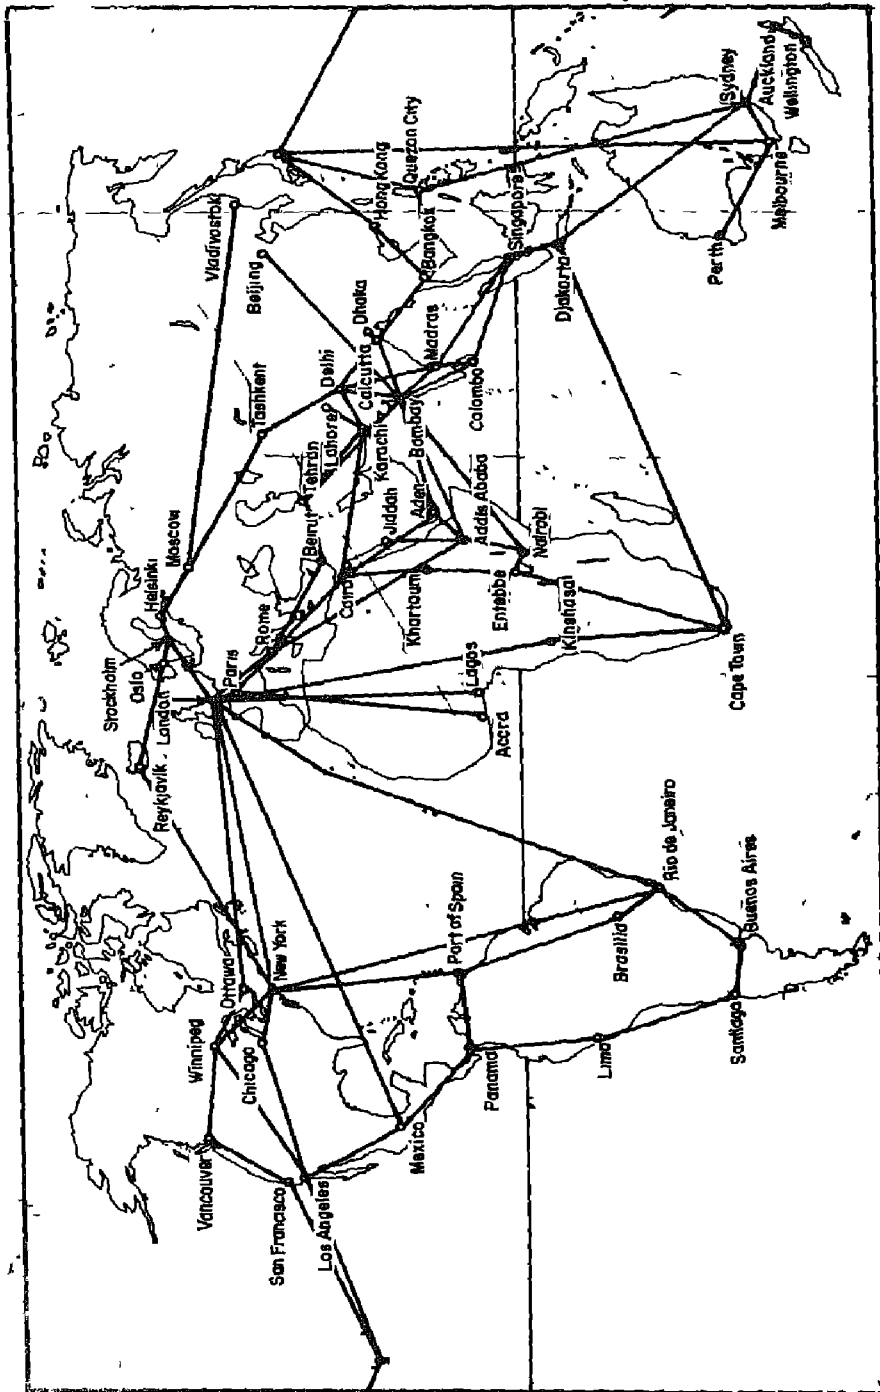 Vancouver
San Francisco
Los Angeles
Winnipeg
Chicago
Ottawa
New York
Mexico
Panama
Port of Spain
Lima
Brasilia
Rio de Janeiro
Santiago
Buenos Aires
Reykjavik
London
Oslo
Stockholm
Helsinki
Moscow
Paris
Rome
Beirut
Cairo
Tehran
Lahore
Karachi
Bombay
Calcutta
Delhi
Dhaka
Tashkent
Madras
Colombo
Jiddah
Aden
Addis Ababa
Khartoum
Entebbe
Nairobi
Kinshasai
Lagos
Accra
Cape Town
Vladivostok
Beijing
Hong Kong
Quezon City
Bangkok
Singapore
Djakarta
Perth
Melbourne
Sydney
Auckland
Wellington